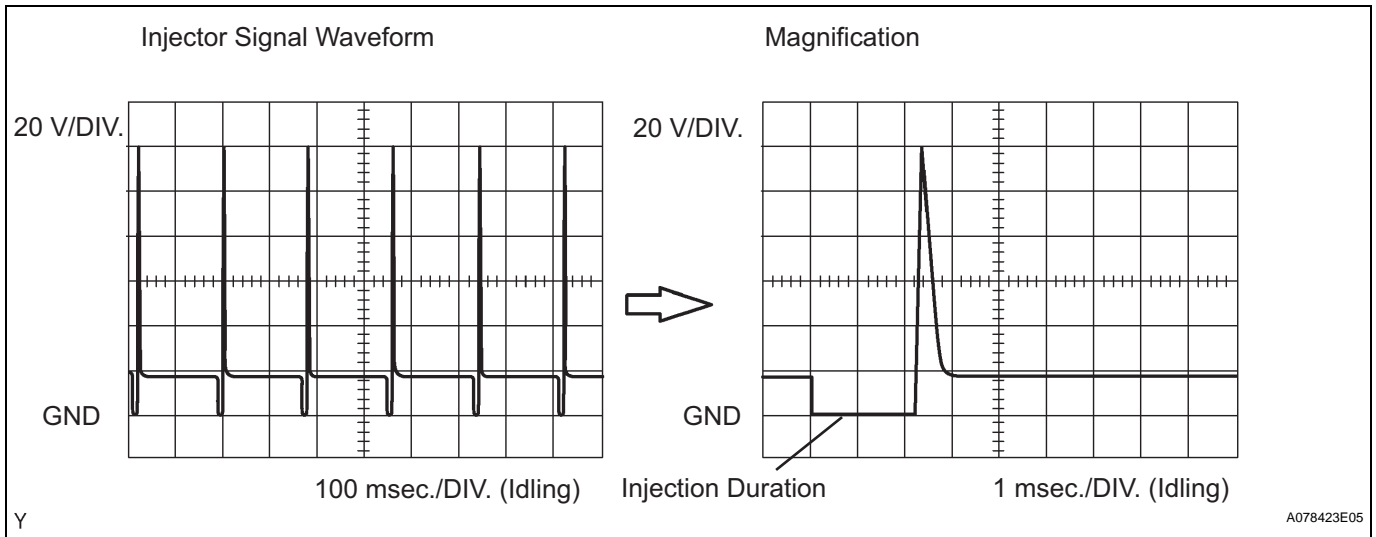 Injector Signal Waveform
Magnification
20 V/DIV.
20 V/DIV.
GND
GND
100 msec./DIV. (Idling)
Injection Duration
1 msec./DIV. (Idling)
Y
A078423E05